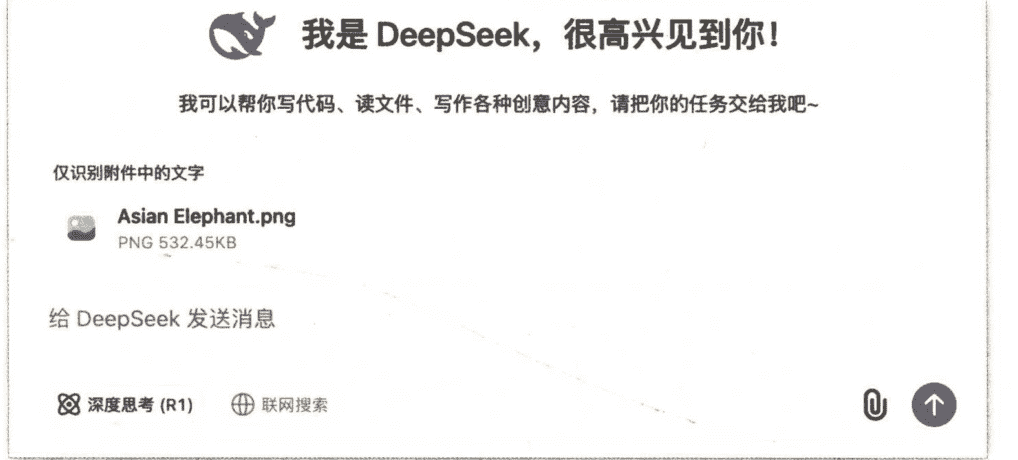 我是 DeepSeek，很高兴见到你！
我可以帮你写代码、读文件、写作各种创意内容，请把你的任务交给我吧~
仅识别附件中的文字
Asian Elephant.png
PNG 532.45KB
给 DeepSeek 发送消息
深度思考 (R1) 联网搜索